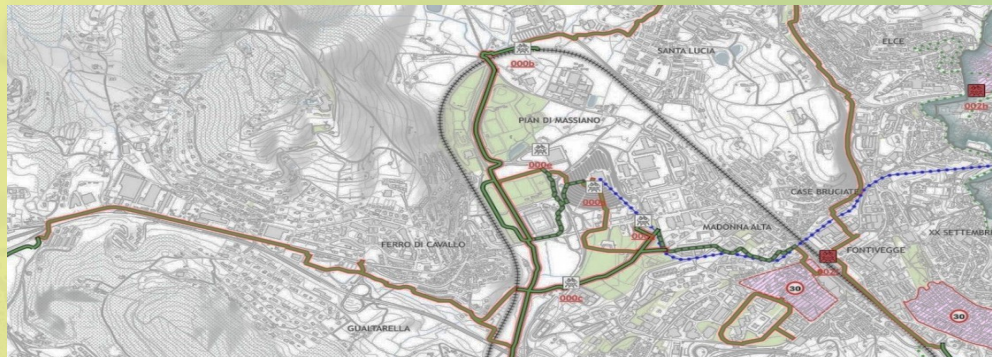 SANTA LUCIA
ELCE
000b
PIAN DI MASSIANO
002h
000e
CASE BRUCIATE
MADONNA ALTA
XX SETTEMBRE
FERRO DI CAVALLO
FONTIVEGGE
30
000c
30
GUALTARELLA